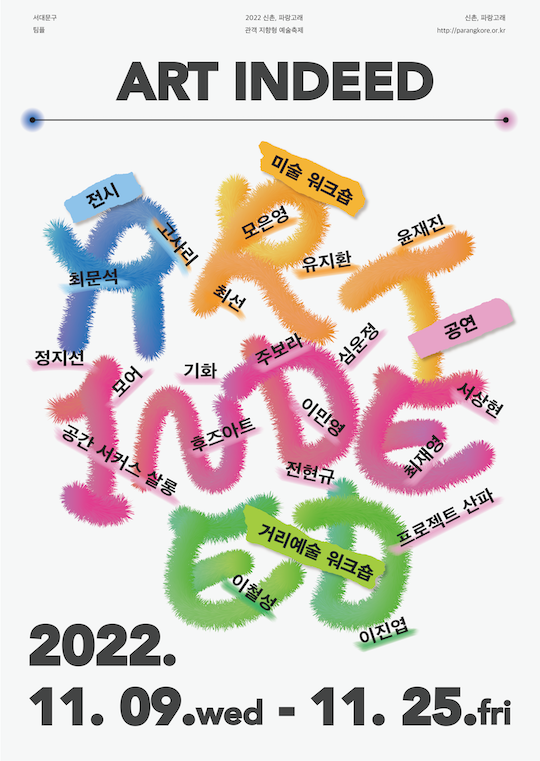 서대문구
팀플
2022 신촌, 파랑고래
관객 지향형 예술축제
신촌, 파랑고래
http://parangkore.or.kr
ART INDEED
전시
미술 워크숍
고사리
모은영
윤재진
최문석
유지환
최선
공연
정지선
모어
기화
주보라
심운정
서상현
이민영
후즈아트
공간 서커스 살롱
최재영
전현규
프로젝트 산파
거리예술 워크숍
이철성
이진엽
ART
INDE
ED
2022.
11. 09.wed - 11. 25.fri